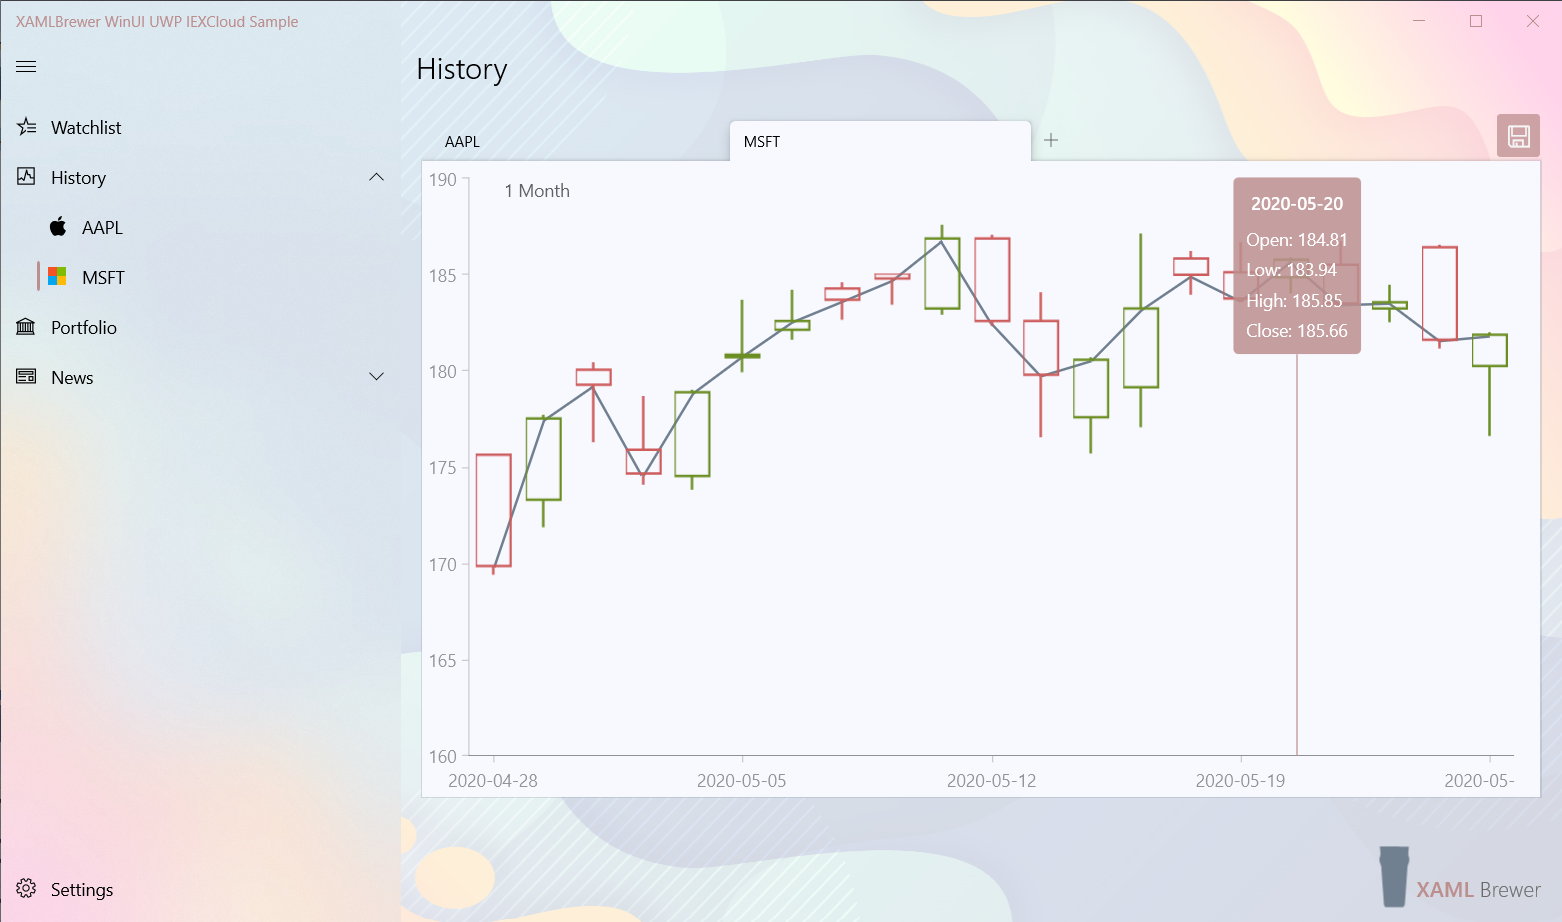 XAMLBrewer WinUI UWP IEXCloud Sample
History
Watchlist
History
AAPL
MSFT
Portfolio
News
Settings
AAPL
MSFT
1 Month
190
185
180
175
170
165
160
2020-05-20
Open: 184.81
Low: 183.94
High: 185.85
Close: 185.66
2020-04-28
2020-05-05
2020-05-12
2020-05-19
2020-05-
XAML Brewer